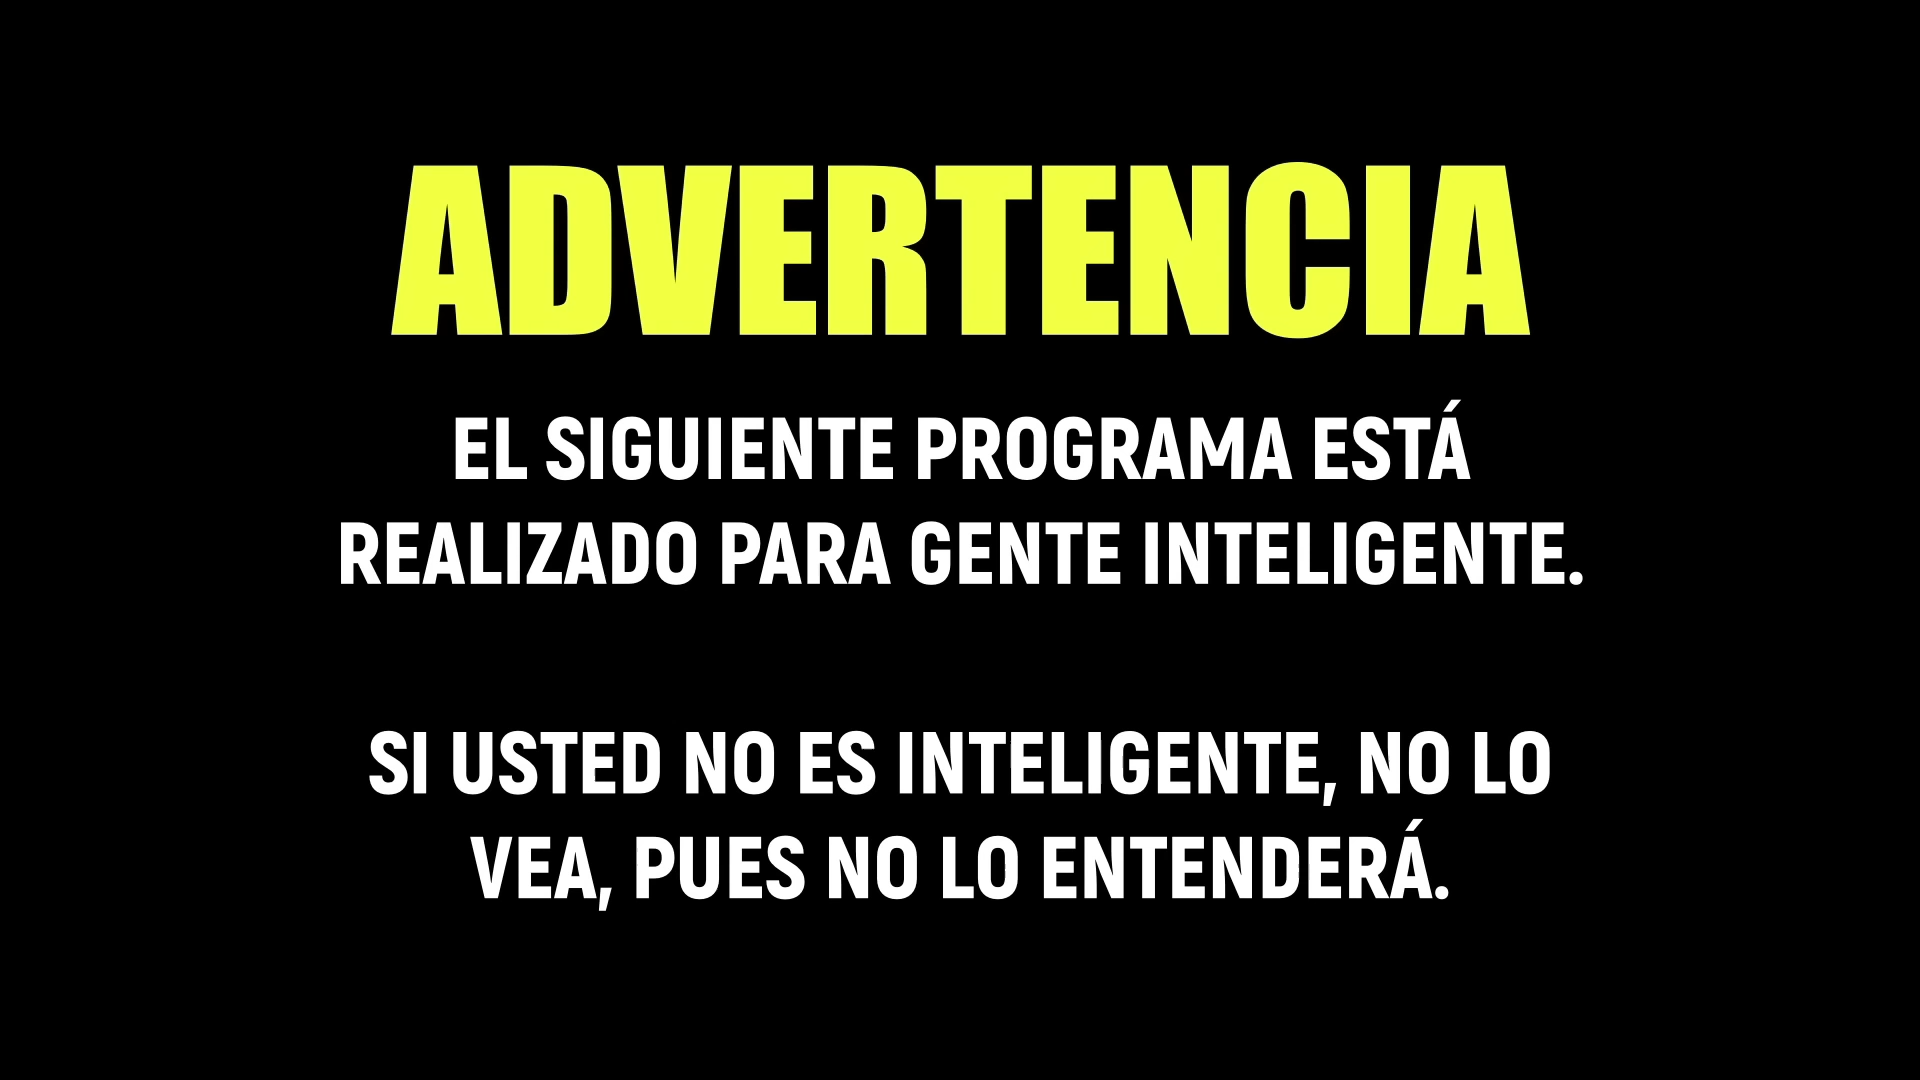 ADVERTENCIA
EL SIGUIENTE PROGRAMA ESTÁ
REALIZADO PARA GENTE INTELIGENTE.
SI USTED NO ES INTELIGENTE, NO LO
VEA, PUES NO LO ENTENDERÁ.